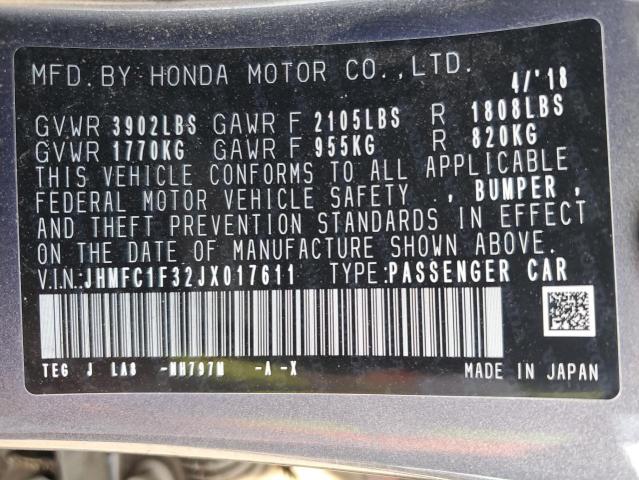 MFD. BY HONDA MOTOR CO., LTD. 4/'18
GVWR 3902LBS GAWR F 2105LBS R 1808LBS
GVWR 1770KG GAWR F 955KG R 820KG
THIS VEHICLE CONFORMS TO ALL APPLICABLE
FEDERAL MOTOR VEHICLE SAFETY , BUMPER ,
AND THEFT PREVENTION STANDARDS IN EFFECT
ON THE DATE OF MANUFACTURE SHOWN ABOVE.
V.I.N.:JHMFC1F32JX017611 TYPE:PASSENGER CAR
TEG J LA8 -NH797M -A -X MADE IN JAPAN